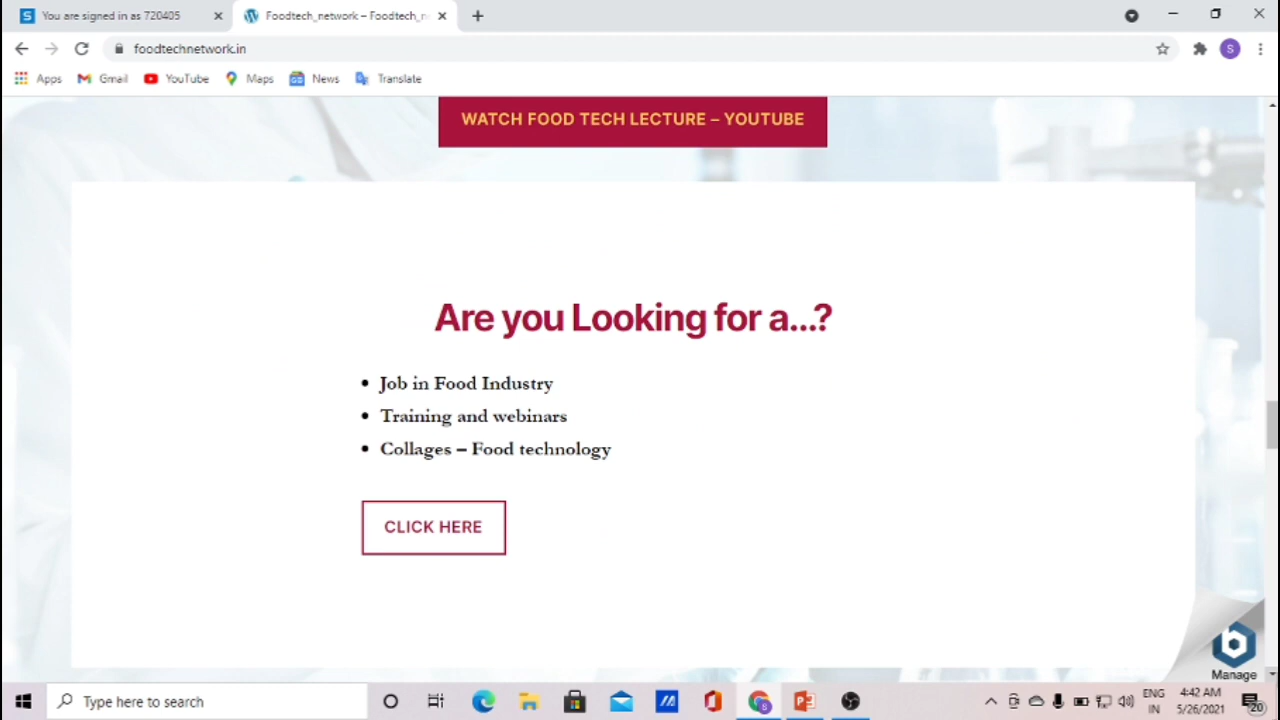 You are signed in as 720405
Foodtech_network – Foodtech_n
foodtechnetwork.in
S
Apps
Gmail
YouTube
Maps
News
Translate
WATCH FOOD TECH LECTURE – YOUTUBE
Are you Looking for a...?
Job in Food Industry
Training and webinars
Collages – Food technology
CLICK HERE
Manage
Type here to search
ENG
IN
4:42 AM
5/26/2021
20